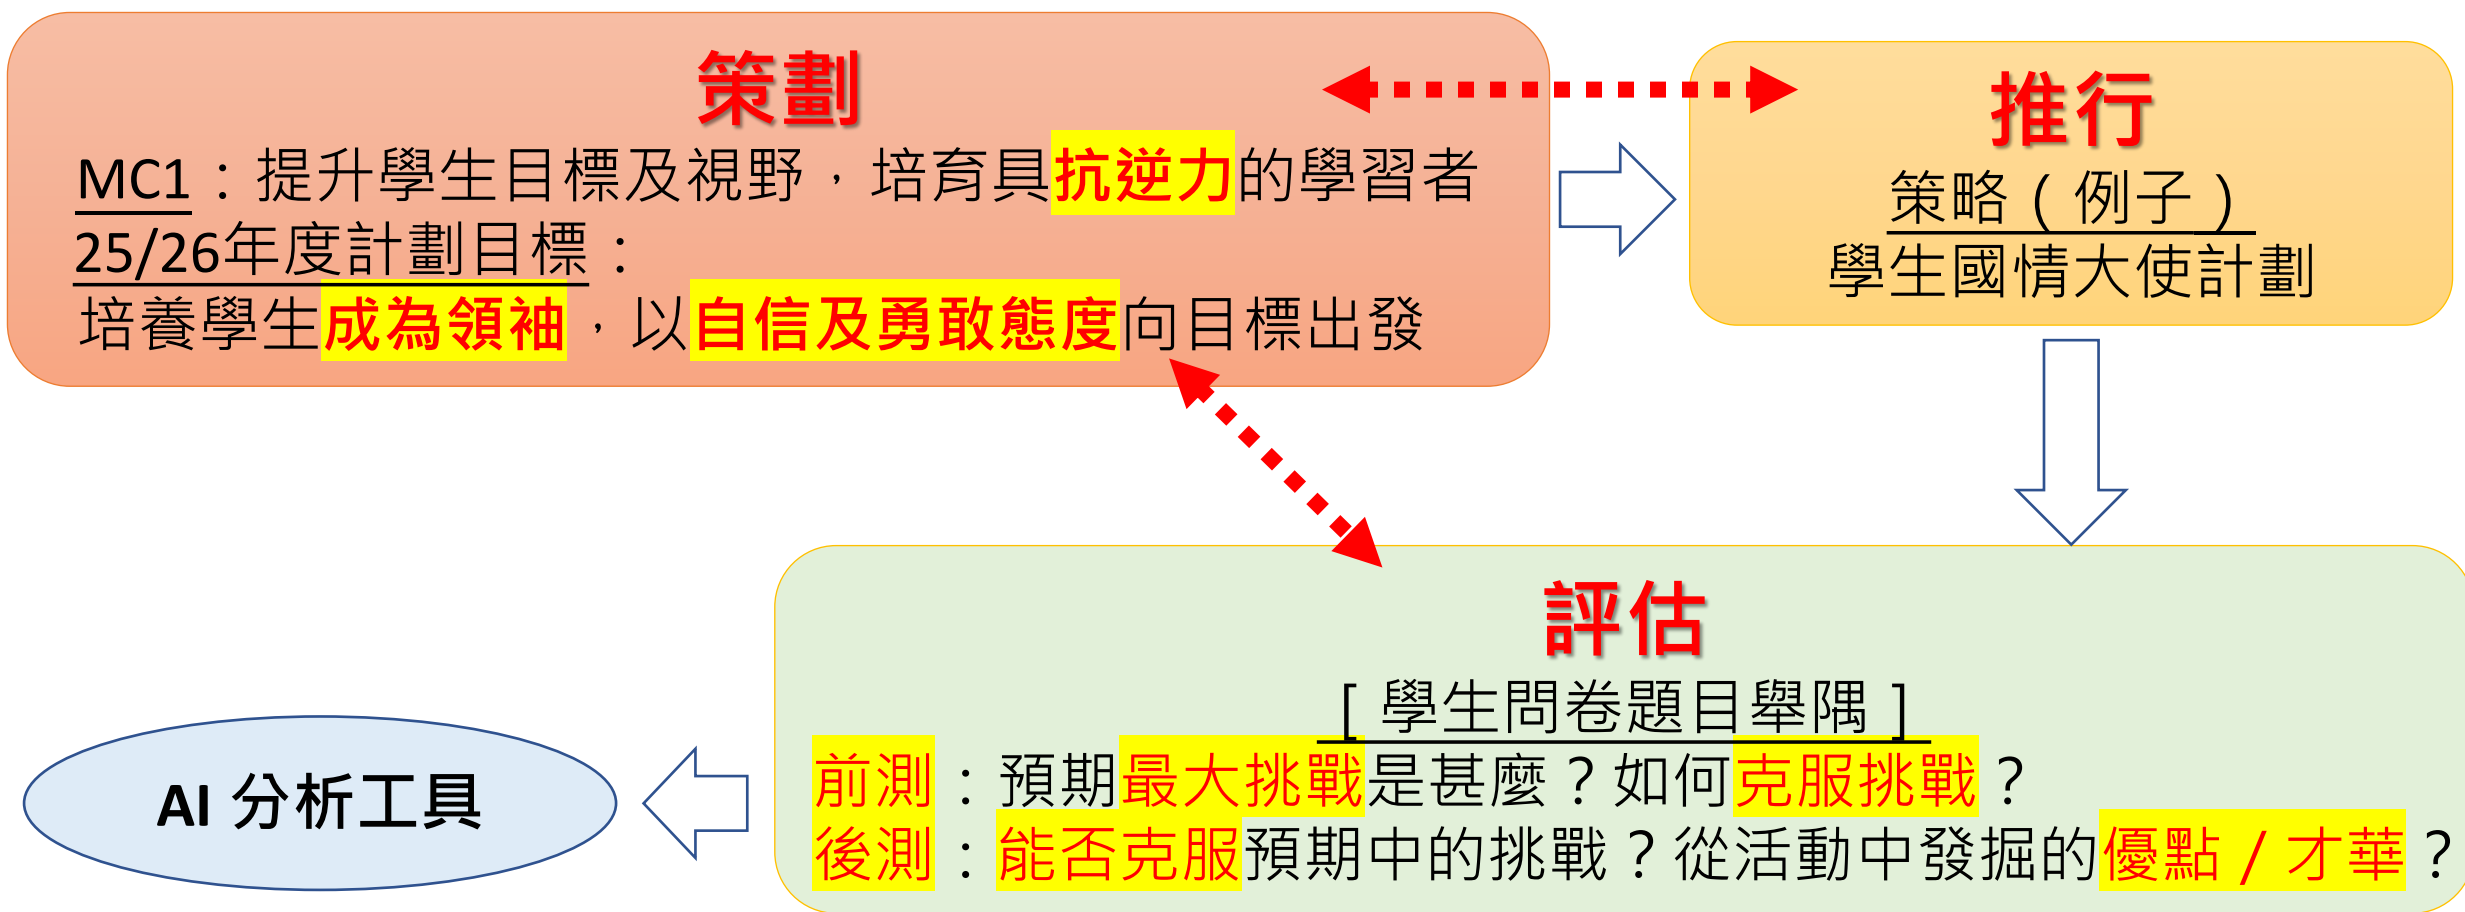 策劃
MC1：提升學生目標及視野，培育具抗逆力的學習者
25/26年度計劃目標：
培養學生成為領袖，以自信及勇敢態度向目標出發
推行
策略（例子）
學生國情大使計劃
評估
[ 學生問卷題目舉隅 ]
前測：預期最大挑戰是甚麼？如何克服挑戰？
後測：能否克服預期中的挑戰？從活動中發掘的優點／才華？
AI 分析工具